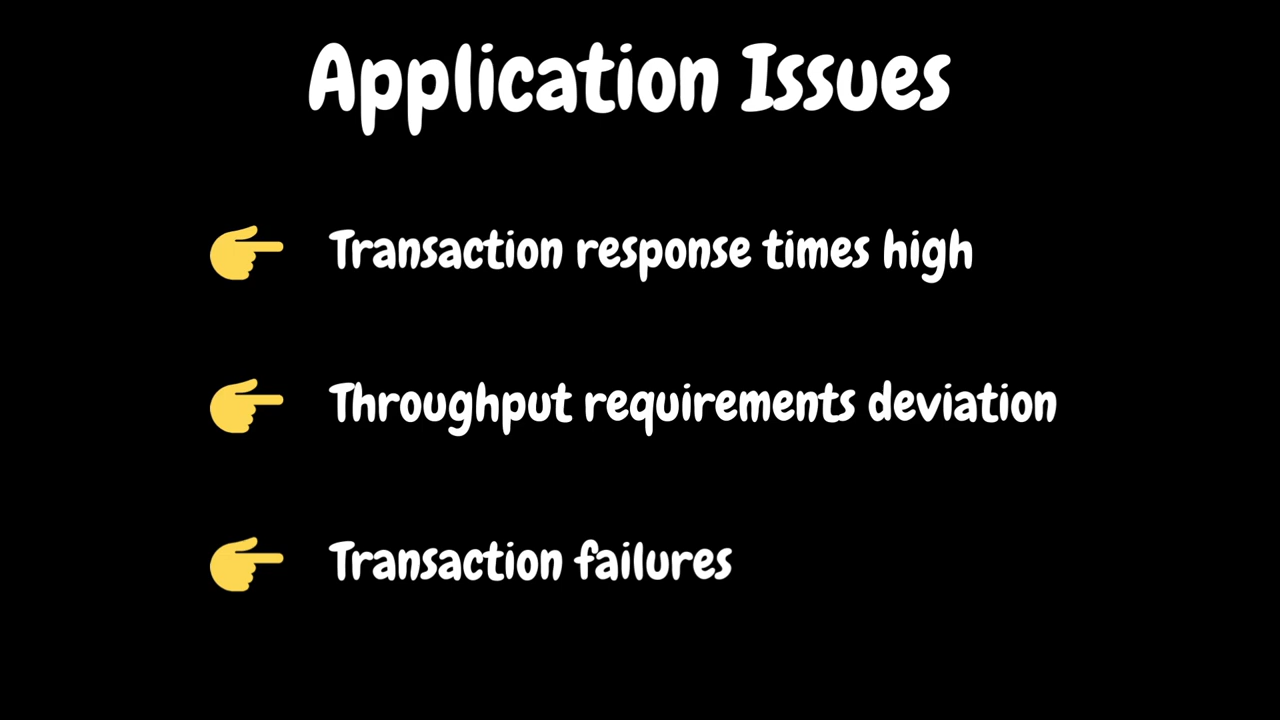 Application Issues
Transaction response times high
Throughput requirements deviation
Transaction failures